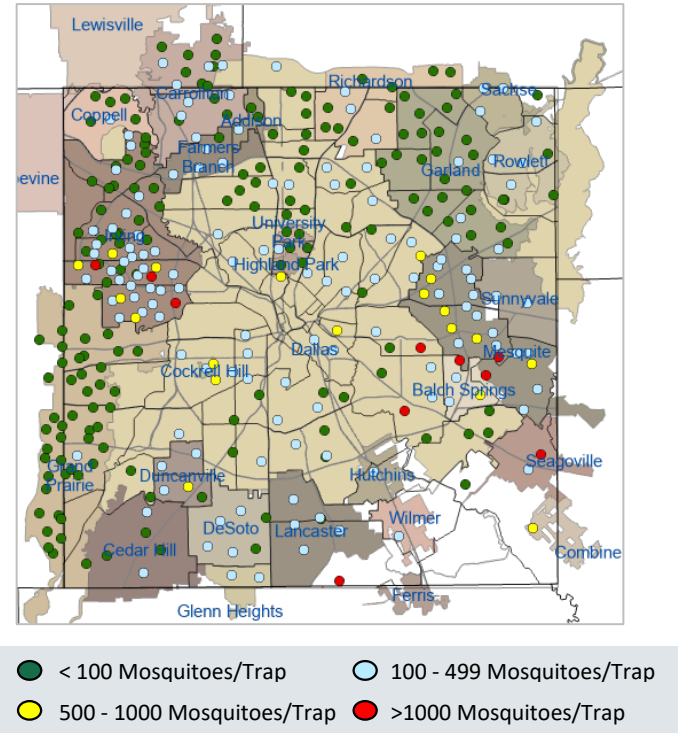 Lewisville
Richardson
Carrollton
Sachse
Coppell
Addison
Farmers
Branch
Rowlett
Garland
evine
University
Park
Irving
Highland Park
Sunnyvale
Dallas
Mesquite
Cockrell Hill
Balch Springs
Grand
Prairie
Duncanville
Hutchins
Seagoville
DeSoto
Lancaster
Wilmer
Cedar Hill
Combine
Ferris
Glenn Heights
< 100 Mosquitoes/Trap
100 - 499 Mosquitoes/Trap
500 - 1000 Mosquitoes/Trap
>1000 Mosquitoes/Trap